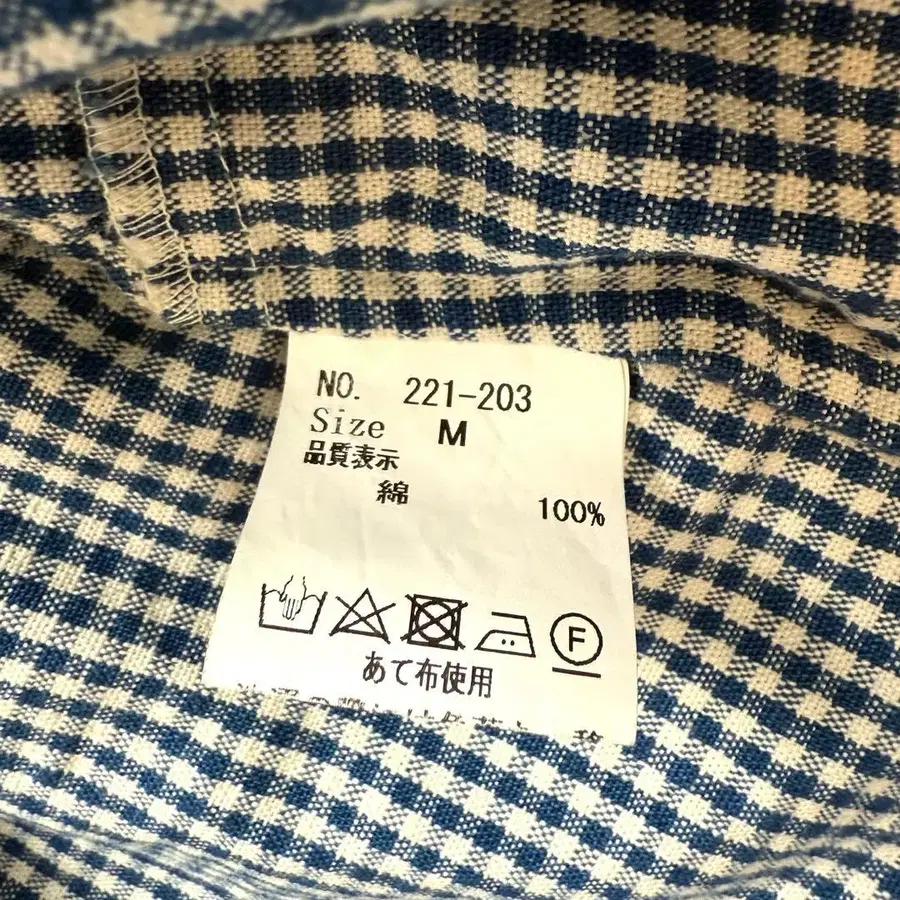 NO. 221-203
Size M
品質表示
綿 100%
F
あて布使用